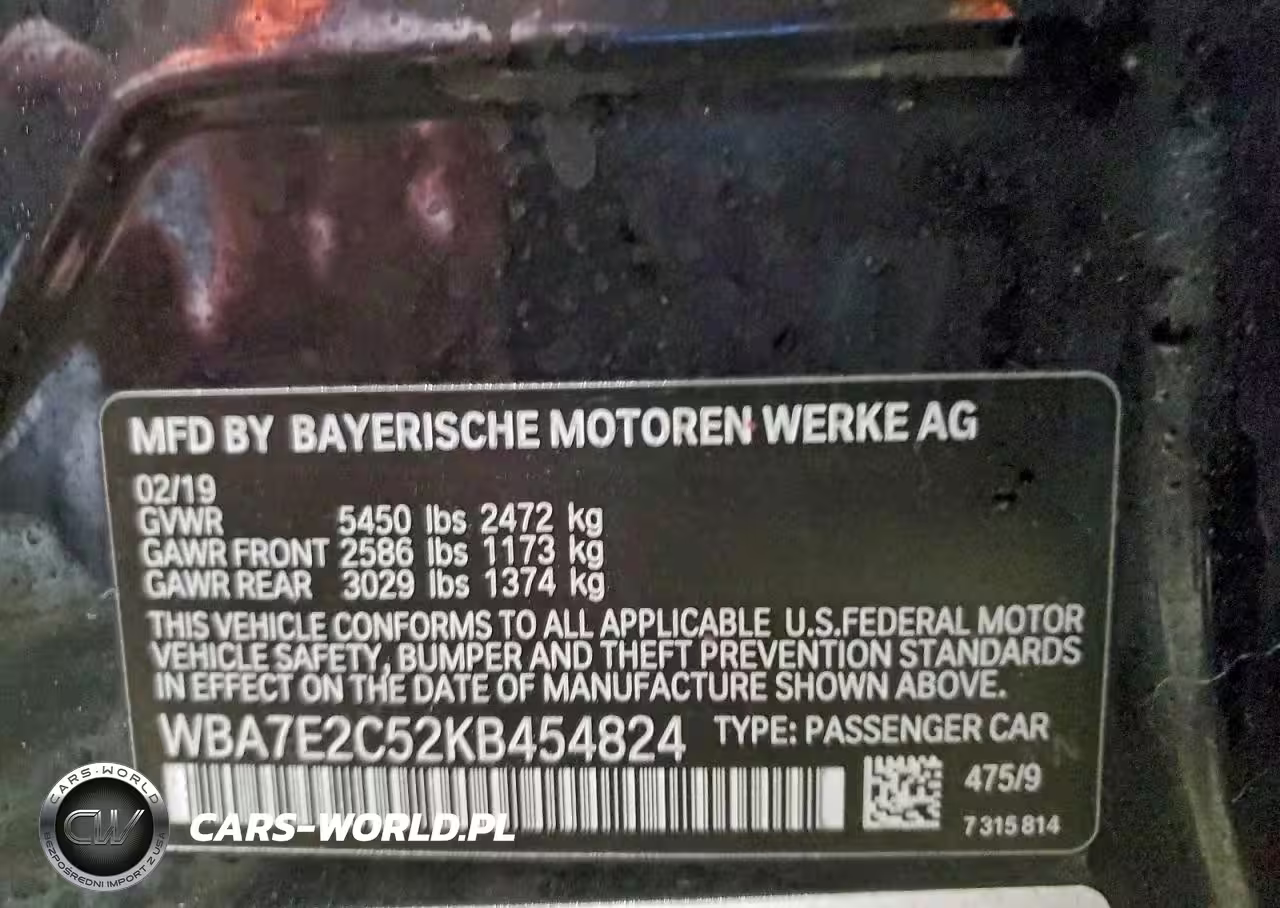 MFD BY BAYERISCHE MOTOREN WERKE AG
02/19
GVWR 5450 lbs 2472 kg
GAWR FRONT 2586 lbs 1173 kg
GAWR REAR 3029 lbs 1374 kg
THIS VEHICLE CONFORMS TO ALL APPLICABLE U.S.FEDERAL MOTOR
VEHICLE SAFETY, BUMPER AND THEFT PREVENTION STANDARDS
IN EFFECT ON THE DATE OF MANUFACTURE SHOWN ABOVE.
WBA7E2C52KB454824 TYPE: PASSENGER CAR
475/9
7 315 814
CARS-WORLD
CW
BEZPOŚREDNI IMPORT Z USA
CARS-WORLD.PL